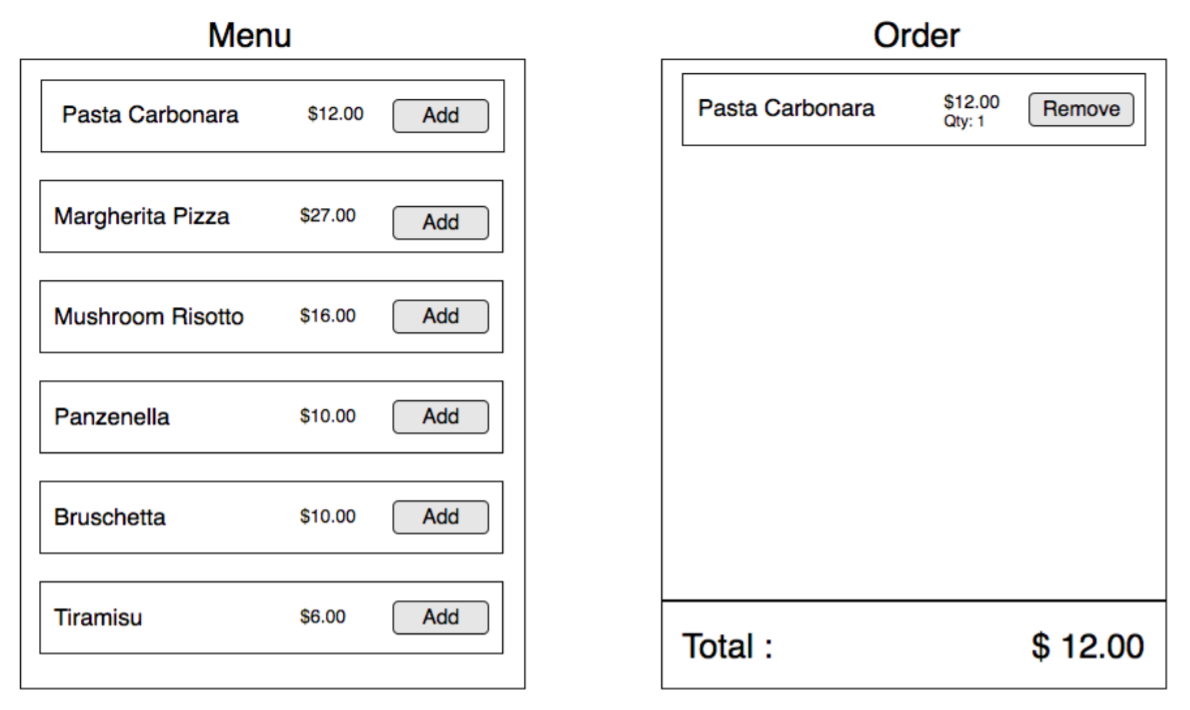 Menu
Pasta Carbonara $12.00 Add
Margherita Pizza $27.00 Add
Mushroom Risotto $16.00 Add
Panzenella $10.00 Add
Bruschetta $10.00 Add
Tiramisu $6.00 Add
Order
Pasta Carbonara $12.00 Remove
Qty: 1
Total : $ 12.00